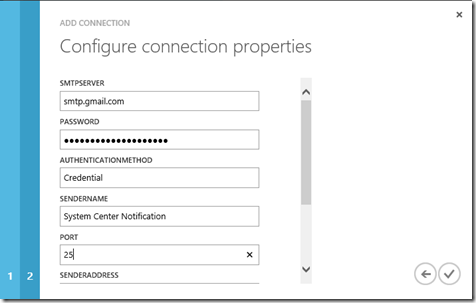 ADD CONNECTION
Configure connection properties
SMTPSERVER
smtp.gmail.com
PASSWORD
●●●●●●●●●●●●●●●●●●●●
AUTHENTICATIONMETHOD
Credential
SENDERNAME
System Center Notification
PORT
25
SENDERADDRESS
1 2